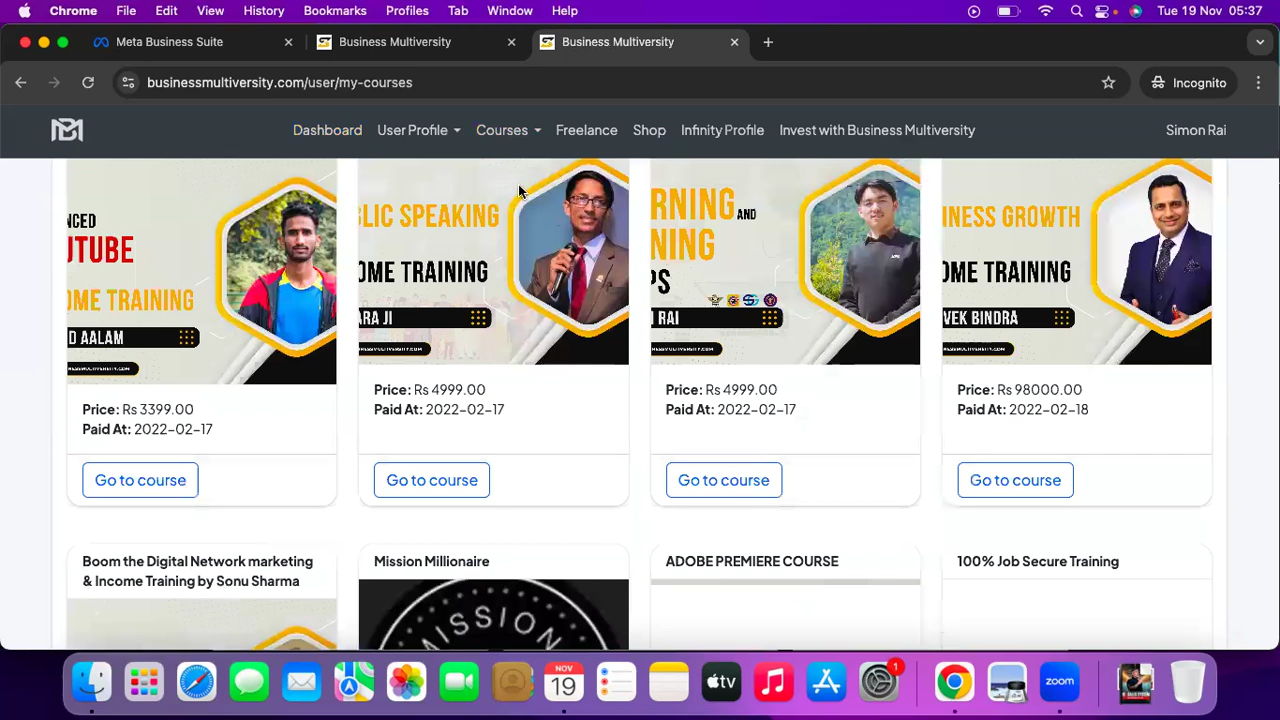 Chrome File Edit View History Bookmarks Profiles Tab Window Help Tue 19 Nov 05:37
Meta Business Suite Business Multiversity Business Multiversity
businessmultiversity.com/user/my-courses Incognito
Dashboard User Profile Courses Freelance Shop Infinity Profile Invest with Business Multiversity Simon Rai
NCED
UTUBE
OME TRAINING
D AALAM
BUSINESSMULTIVERSITY.COM
Price: Rs 3399.00
Paid At: 2022-02-17
Go to course
BLIC SPEAKING
OME TRAINING
ARA JI
Price: Rs 4999.00
Paid At: 2022-02-17
Go to course
RNING AND
NING
PS
I RAI
Price: Rs 4999.00
Paid At: 2022-02-17
Go to course
INESS GROWTH
OME TRAINING
VEK BINDRA
Price: Rs 98000.00
Paid At: 2022-02-18
Go to course
Boom the Digital Network marketing
& Income Training by Sonu Sharma
Mission Millionaire
MISSION
ADOBE PREMIERE COURSE
100% Job Secure Training
NOV
19
tv
1
zoom